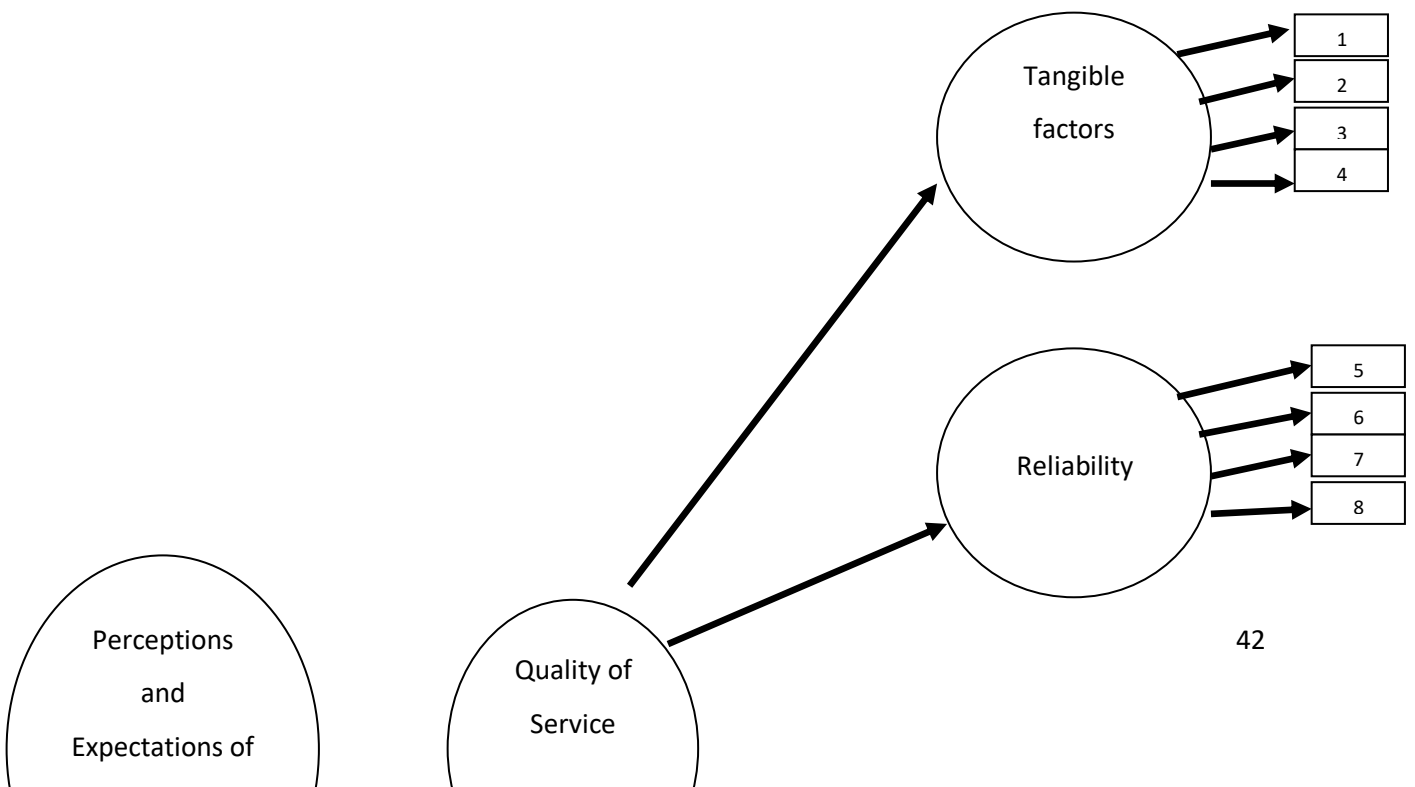 Tangible
factors
1
2
3
4
Reliability
5
6
7
8
42
Perceptions
and
Expectations of
Quality of
Service